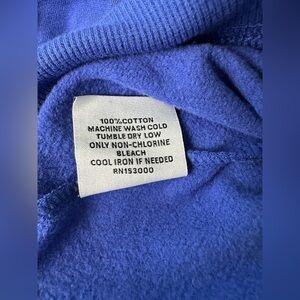 100%COTTON
MACHINE WASH COLD
TUMBLE DRY LOW
ONLY NON-CHLORINE
BLEACH
COOL IRON IF NEEDED
RN153000